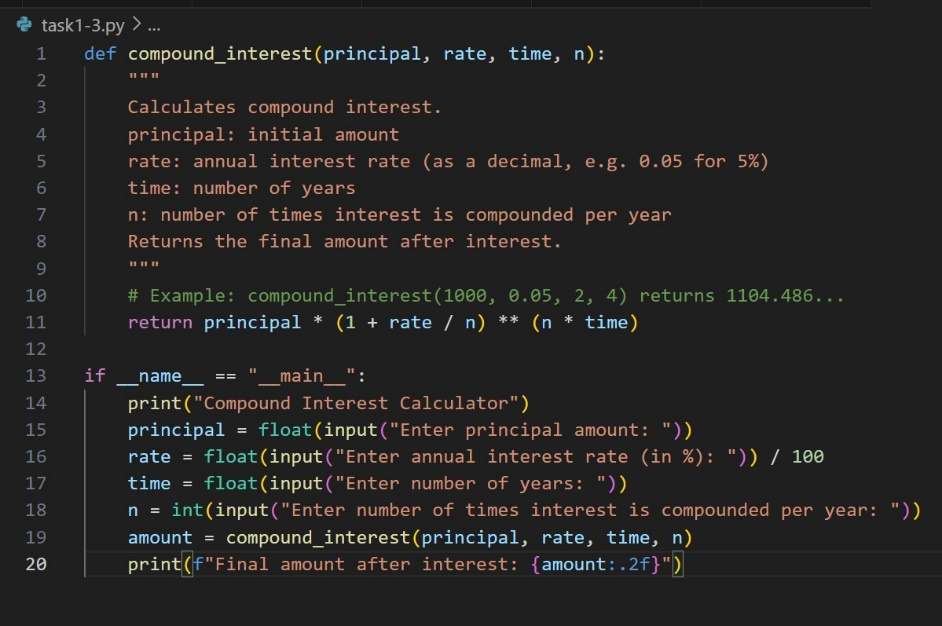 task1-3.py > ...
1 def compound_interest(principal, rate, time, n):
2     """
3     Calculates compound interest.
4     principal: initial amount
5     rate: annual interest rate (as a decimal, e.g. 0.05 for 5%)
6     time: number of years
7     n: number of times interest is compounded per year
8     Returns the final amount after interest.
9     """
10     # Example: compound_interest(1000, 0.05, 2, 4) returns 1104.486...
11     return principal * (1 + rate / n) ** (n * time)
12
13 if __name__ == "__main__":
14     print("Compound Interest Calculator")
15     principal = float(input("Enter principal amount: "))
16     rate = float(input("Enter annual interest rate (in %): ")) / 100
17     time = float(input("Enter number of years: "))
18     n = int(input("Enter number of times interest is compounded per year: "))
19     amount = compound_interest(principal, rate, time, n)
20     print(f"Final amount after interest: {amount:.2f}")